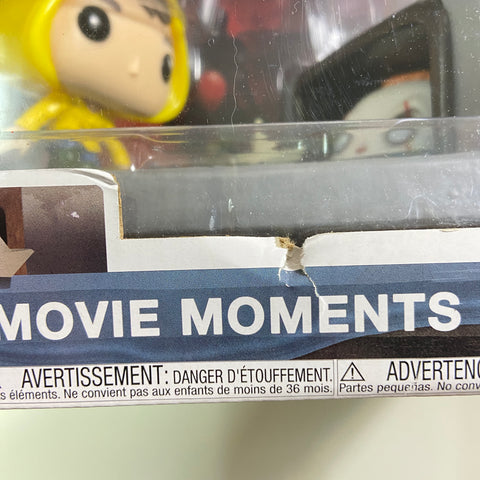 MOVIE MOMENTS
AVERTISSEMENT: DANGER D'ÉTOUFFEMENT. ADVERTENC
s éléments. Ne convient pas aux enfants de moins de 36 mois. Partes pequeñas. No conv